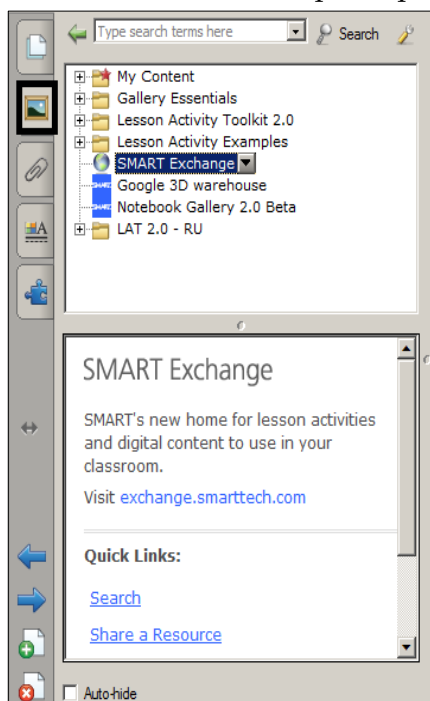 Type search terms here Search
My Content
Gallery Essentials
Lesson Activity Toolkit 2.0
Lesson Activity Examples
SMART Exchange
Google 3D warehouse
Notebook Gallery 2.0 Beta
LAT 2.0 - RU
SMART Exchange
SMART's new home for lesson activities
and digital content to use in your
classroom.
Visit exchange.smarttech.com
Quick Links:
Search
Share a Resource
Auto-hide